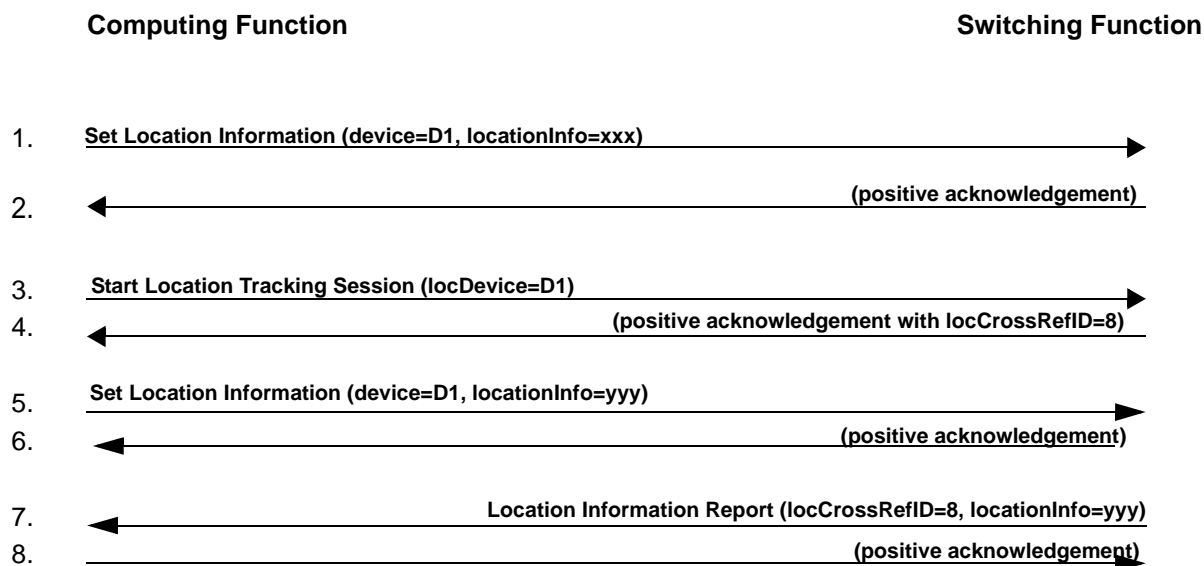 Computing Function Switching Function
1. Set Location Information (device=D1, locationInfo=xxx)
2. (positive acknowledgement)
3. Start Location Tracking Session (locDevice=D1)
4. (positive acknowledgement with locCrossRefID=8)
5. Set Location Information (device=D1, locationInfo=yyy)
6. (positive acknowledgement)
7. Location Information Report (locCrossRefID=8, locationInfo=yyy)
8. (positive acknowledgement)